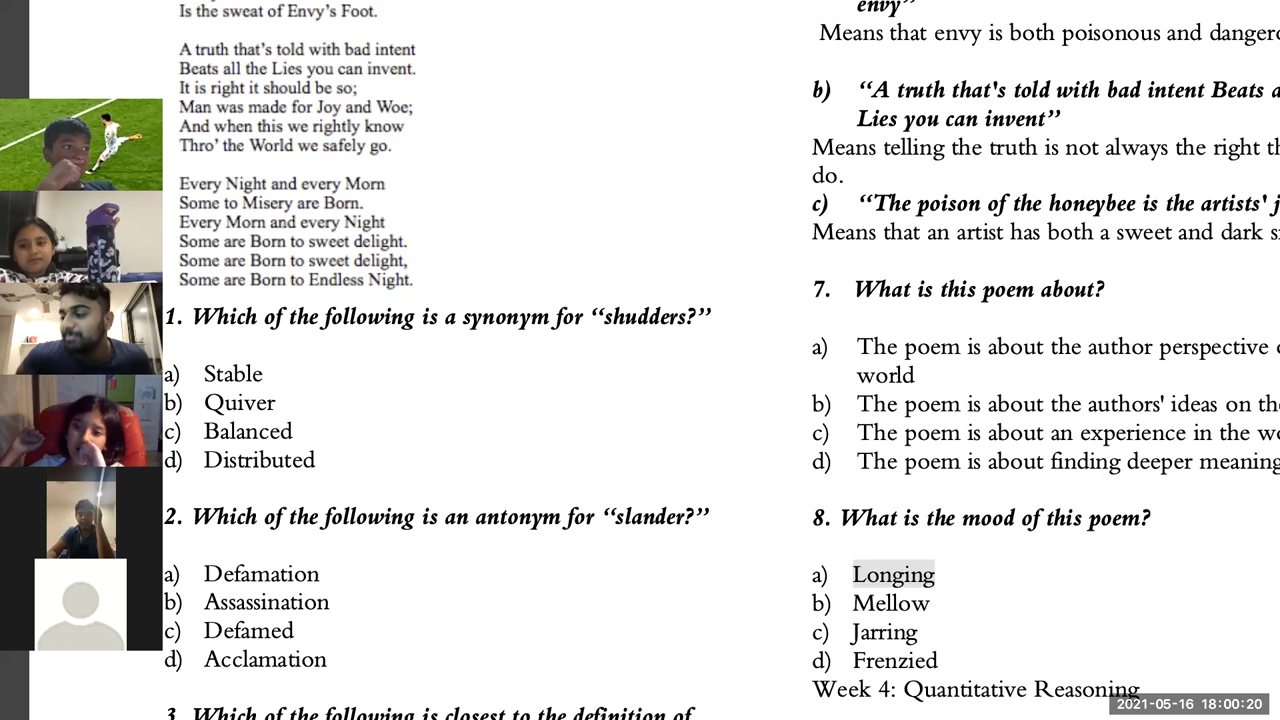 Is the sweat of Envy's Foot.
A truth that's told with bad intent
Beats all the Lies you can invent.
It is right it should be so;
Man was made for Joy and Woe;
And when this we rightly know
Thro' the World we safely go.
Every Night and every Morn
Some to Misery are Born.
Every Morn and every Night
Some are Born to sweet delight.
Some are Born to sweet delight,
Some are Born to Endless Night.
1. Which of the following is a synonym for “shudders?”
a) Stable
b) Quiver
c) Balanced
d) Distributed
2. Which of the following is an antonym for “slander?”
a) Defamation
b) Assassination
c) Defamed
d) Acclamation
3. Which of the following is closest to the definition of
envy”
Means that envy is both poisonous and dangero
b) “A truth that's told with bad intent Beats a
Lies you can invent”
Means telling the truth is not always the right th
do.
c) “The poison of the honeybee is the artists' j
Means that an artist has both a sweet and dark s
7. What is this poem about?
a) The poem is about the author perspective o
world
b) The poem is about the authors' ideas on the
c) The poem is about an experience in the wo
d) The poem is about finding deeper meaning
8. What is the mood of this poem?
a) Longing
b) Mellow
c) Jarring
d) Frenzied
Week 4: Quantitative Reasoning
2021-05-16 18:00:20